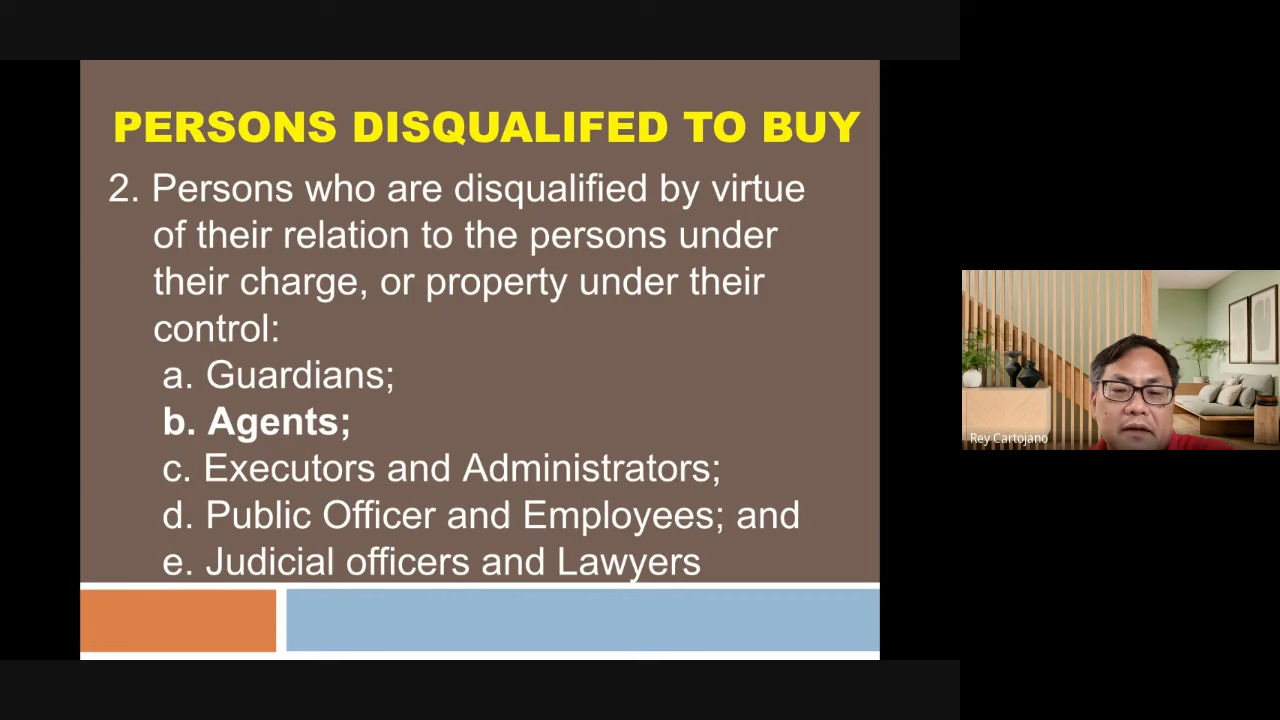 PERSONS DISQUALIFED TO BUY
2. Persons who are disqualified by virtue
of their relation to the persons under
their charge, or property under their
control:
a. Guardians;
b. Agents;
c. Executors and Administrators;
d. Public Officer and Employees; and
e. Judicial officers and Lawyers
Rey Cartojano